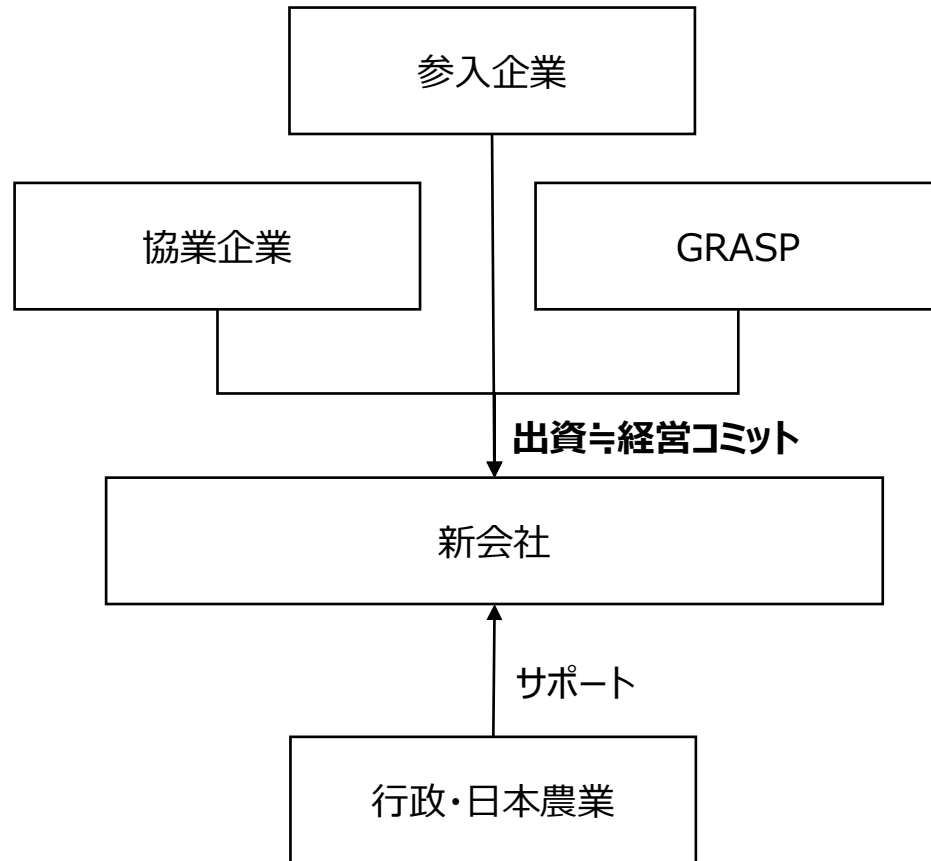 参入企業
協業企業
GRASP
出資≒経営コミット
新会社
サポート
行政・日本農業